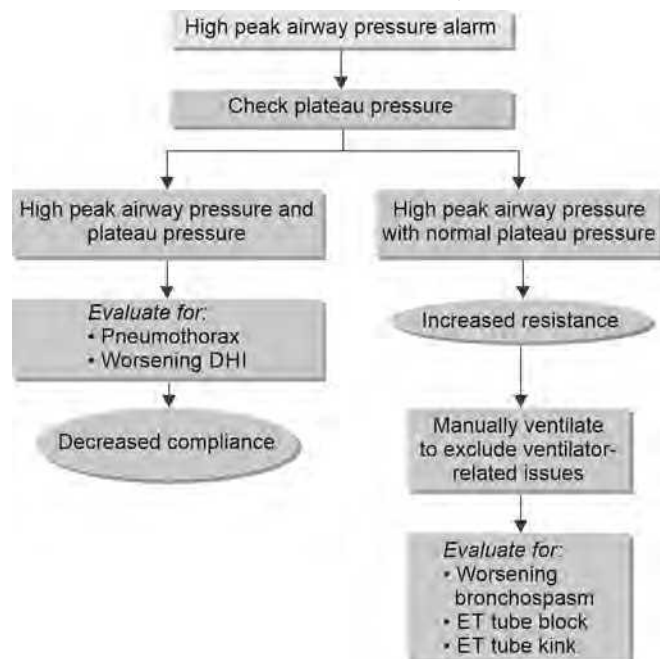 High peak airway pressure alarm
Check plateau pressure
High peak airway pressure and
plateau pressure
High peak airway pressure
with normal plateau pressure
Evaluate for:
• Pneumothorax
• Worsening DHI
Increased resistance
Decreased compliance
Manually ventilate
to exclude ventilator-
related issues
Evaluate for:
• Worsening
bronchospasm
• ET tube block
• ET tube kink